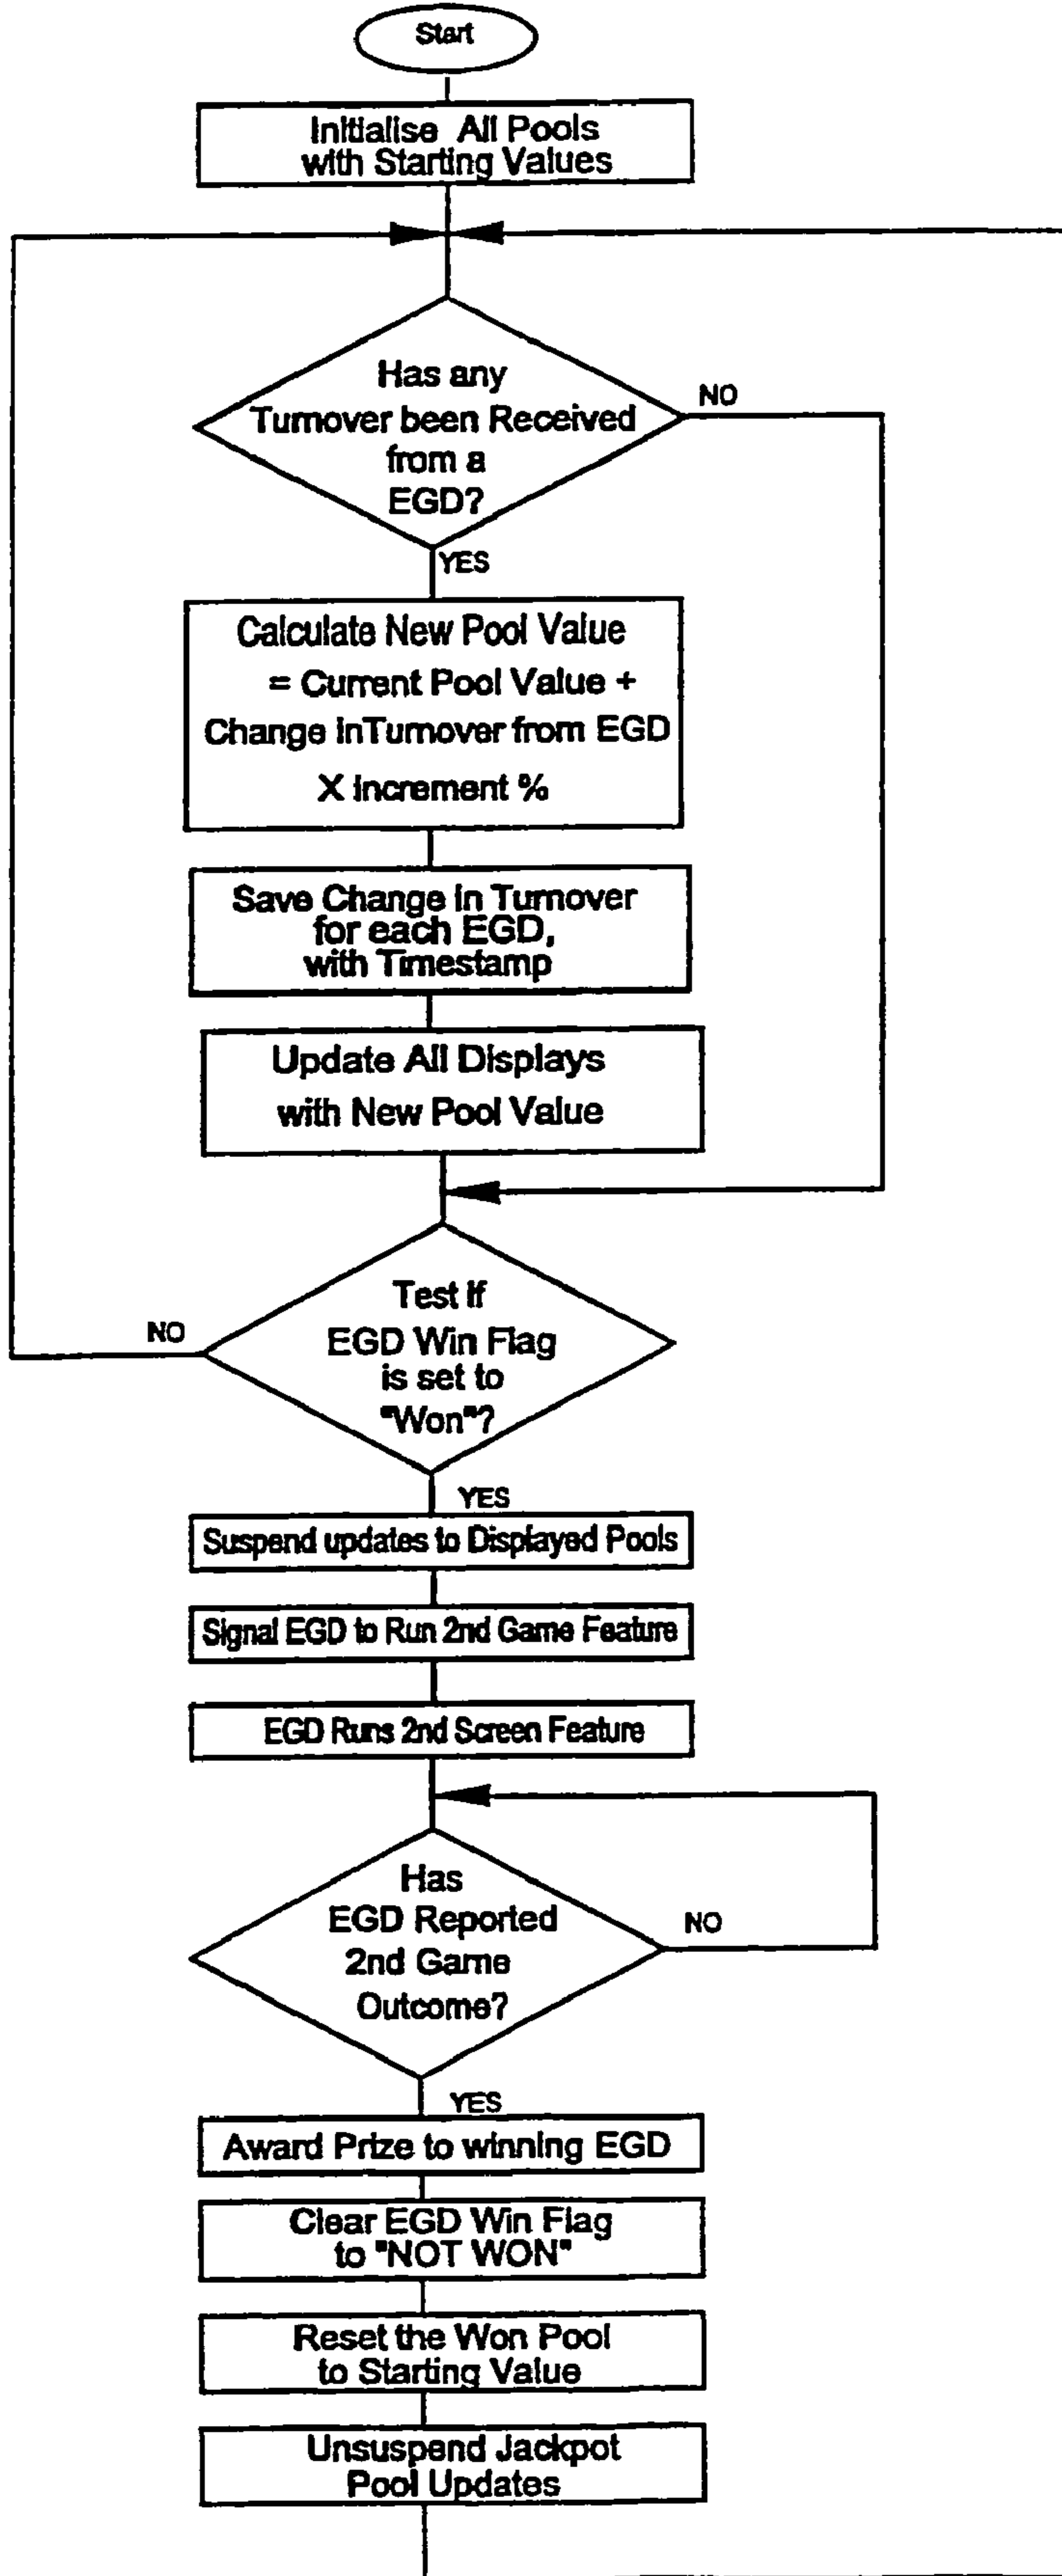 Start
Initialise All Pools
with Starting Values
Has any
Turnover been Received
from a
EGD?
NO
YES
Calculate New Pool Value
= Current Pool Value +
Change inTurnover from EGD
X Increment %
Save Change in Turnover
for each EGD,
with Timestamp
Update All Displays
with New Pool Value
Test if
EGD Win Flag
is set to
"Won"?
NO
YES
Suspend updates to Displayed Pools
Signal EGD to Run 2nd Game Feature
EGD Runs 2nd Screen Feature
Has
EGD Reported
2nd Game
Outcome?
NO
YES
Award Prize to winning EGD
Clear EGD Win Flag
to "NOT WON"
Reset the Won Pool
to Starting Value
Unsuspend Jackpot
Pool Updates